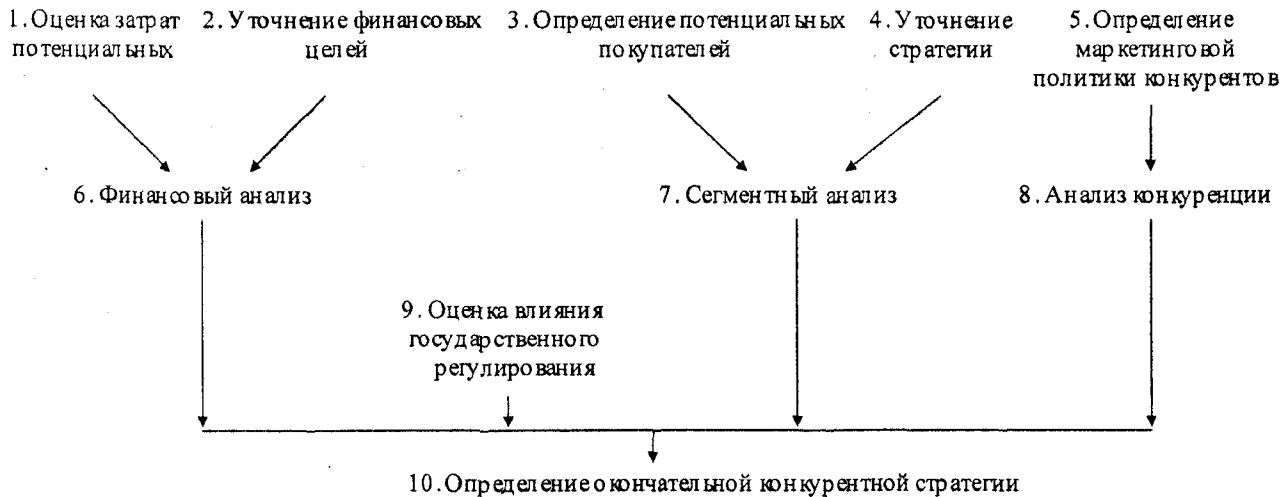 1.Оценка затрат
потенциальных
2.Уточнение финансовых
целей
3.Определение потенциальных
покупателей
4.Уточнение
стратегии
5.Определение
маркетинговой
политики конкурентов
6.Финансовый анализ
7.Сегментный анализ
8.Анализ конкуренции
9.Оценка влияния
государственного
регулирования
10.Определение окончательной конкурентной стратегии